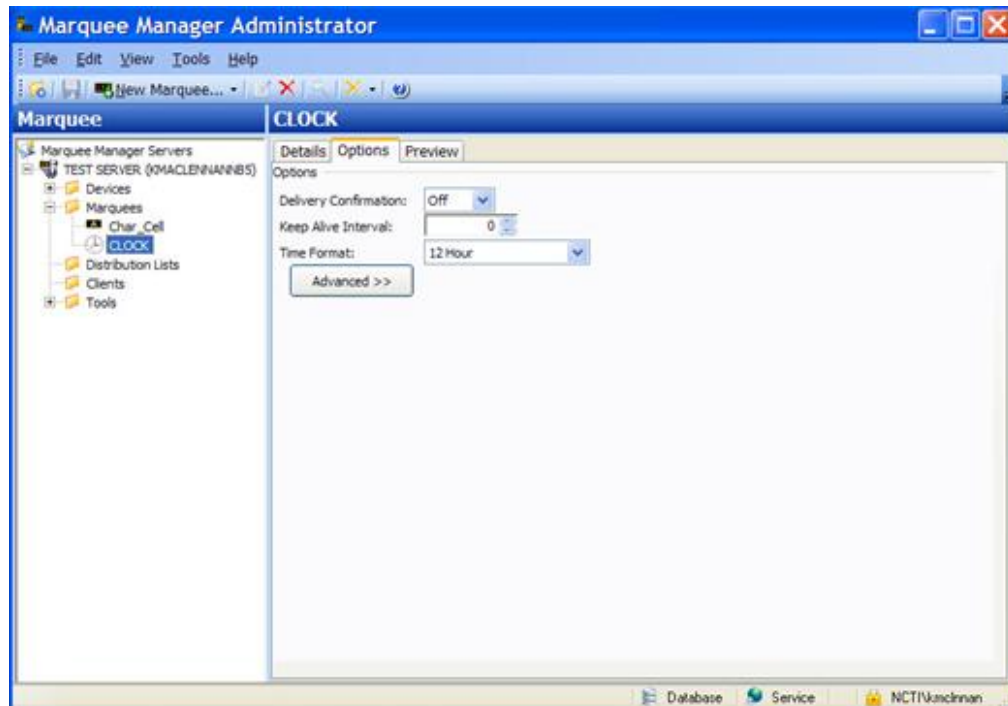 Marquee Manager Administrator
File Edit View Tools Help
New Marquee...
Marquee
CLOCK
Marquee Manager Servers
TEST SERVER (KMACLENNANNB5)
Devices
Marquees
Char_Cell
CLOCK
Distribution Lists
Clients
Tools
Details Options Preview
Options
Delivery Confirmation: Off
Keep Alive Interval: 0
Time Format: 12 Hour
Advanced >>
Database Service NCTI\kmclnnan